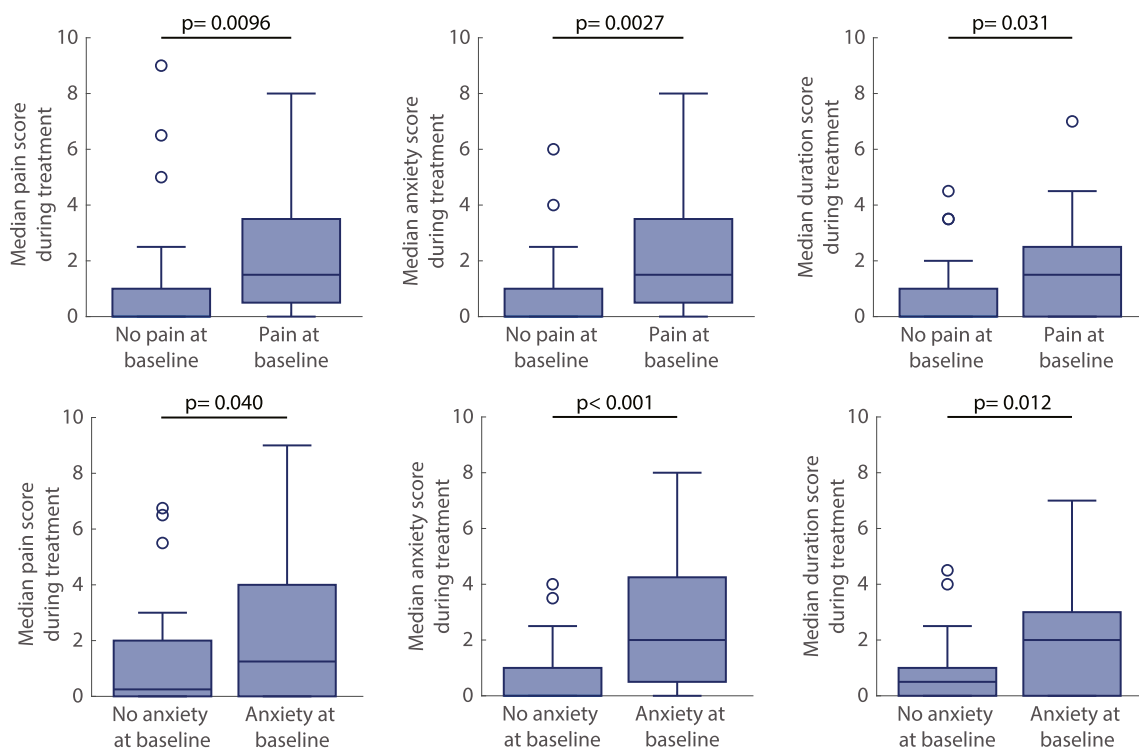 p= 0.0096
Median pain score
during treatment
10
8
6
4
2
0
No pain at
baseline
Pain at
baseline
p= 0.0027
Median anxiety score
during treatment
10
8
6
4
2
0
No pain at
baseline
Pain at
baseline
p= 0.031
Median duration score
during treatment
10
8
6
4
2
0
No pain at
baseline
Pain at
baseline
p= 0.040
Median pain score
during treatment
10
8
6
4
2
0
No anxiety
at baseline
Anxiety at
baseline
p< 0.001
Median anxiety score
during treatment
10
8
6
4
2
0
No anxiety
at baseline
Anxiety at
baseline
p= 0.012
Median duration score
during treatment
10
8
6
4
2
0
No anxiety
at baseline
Anxiety at
baseline